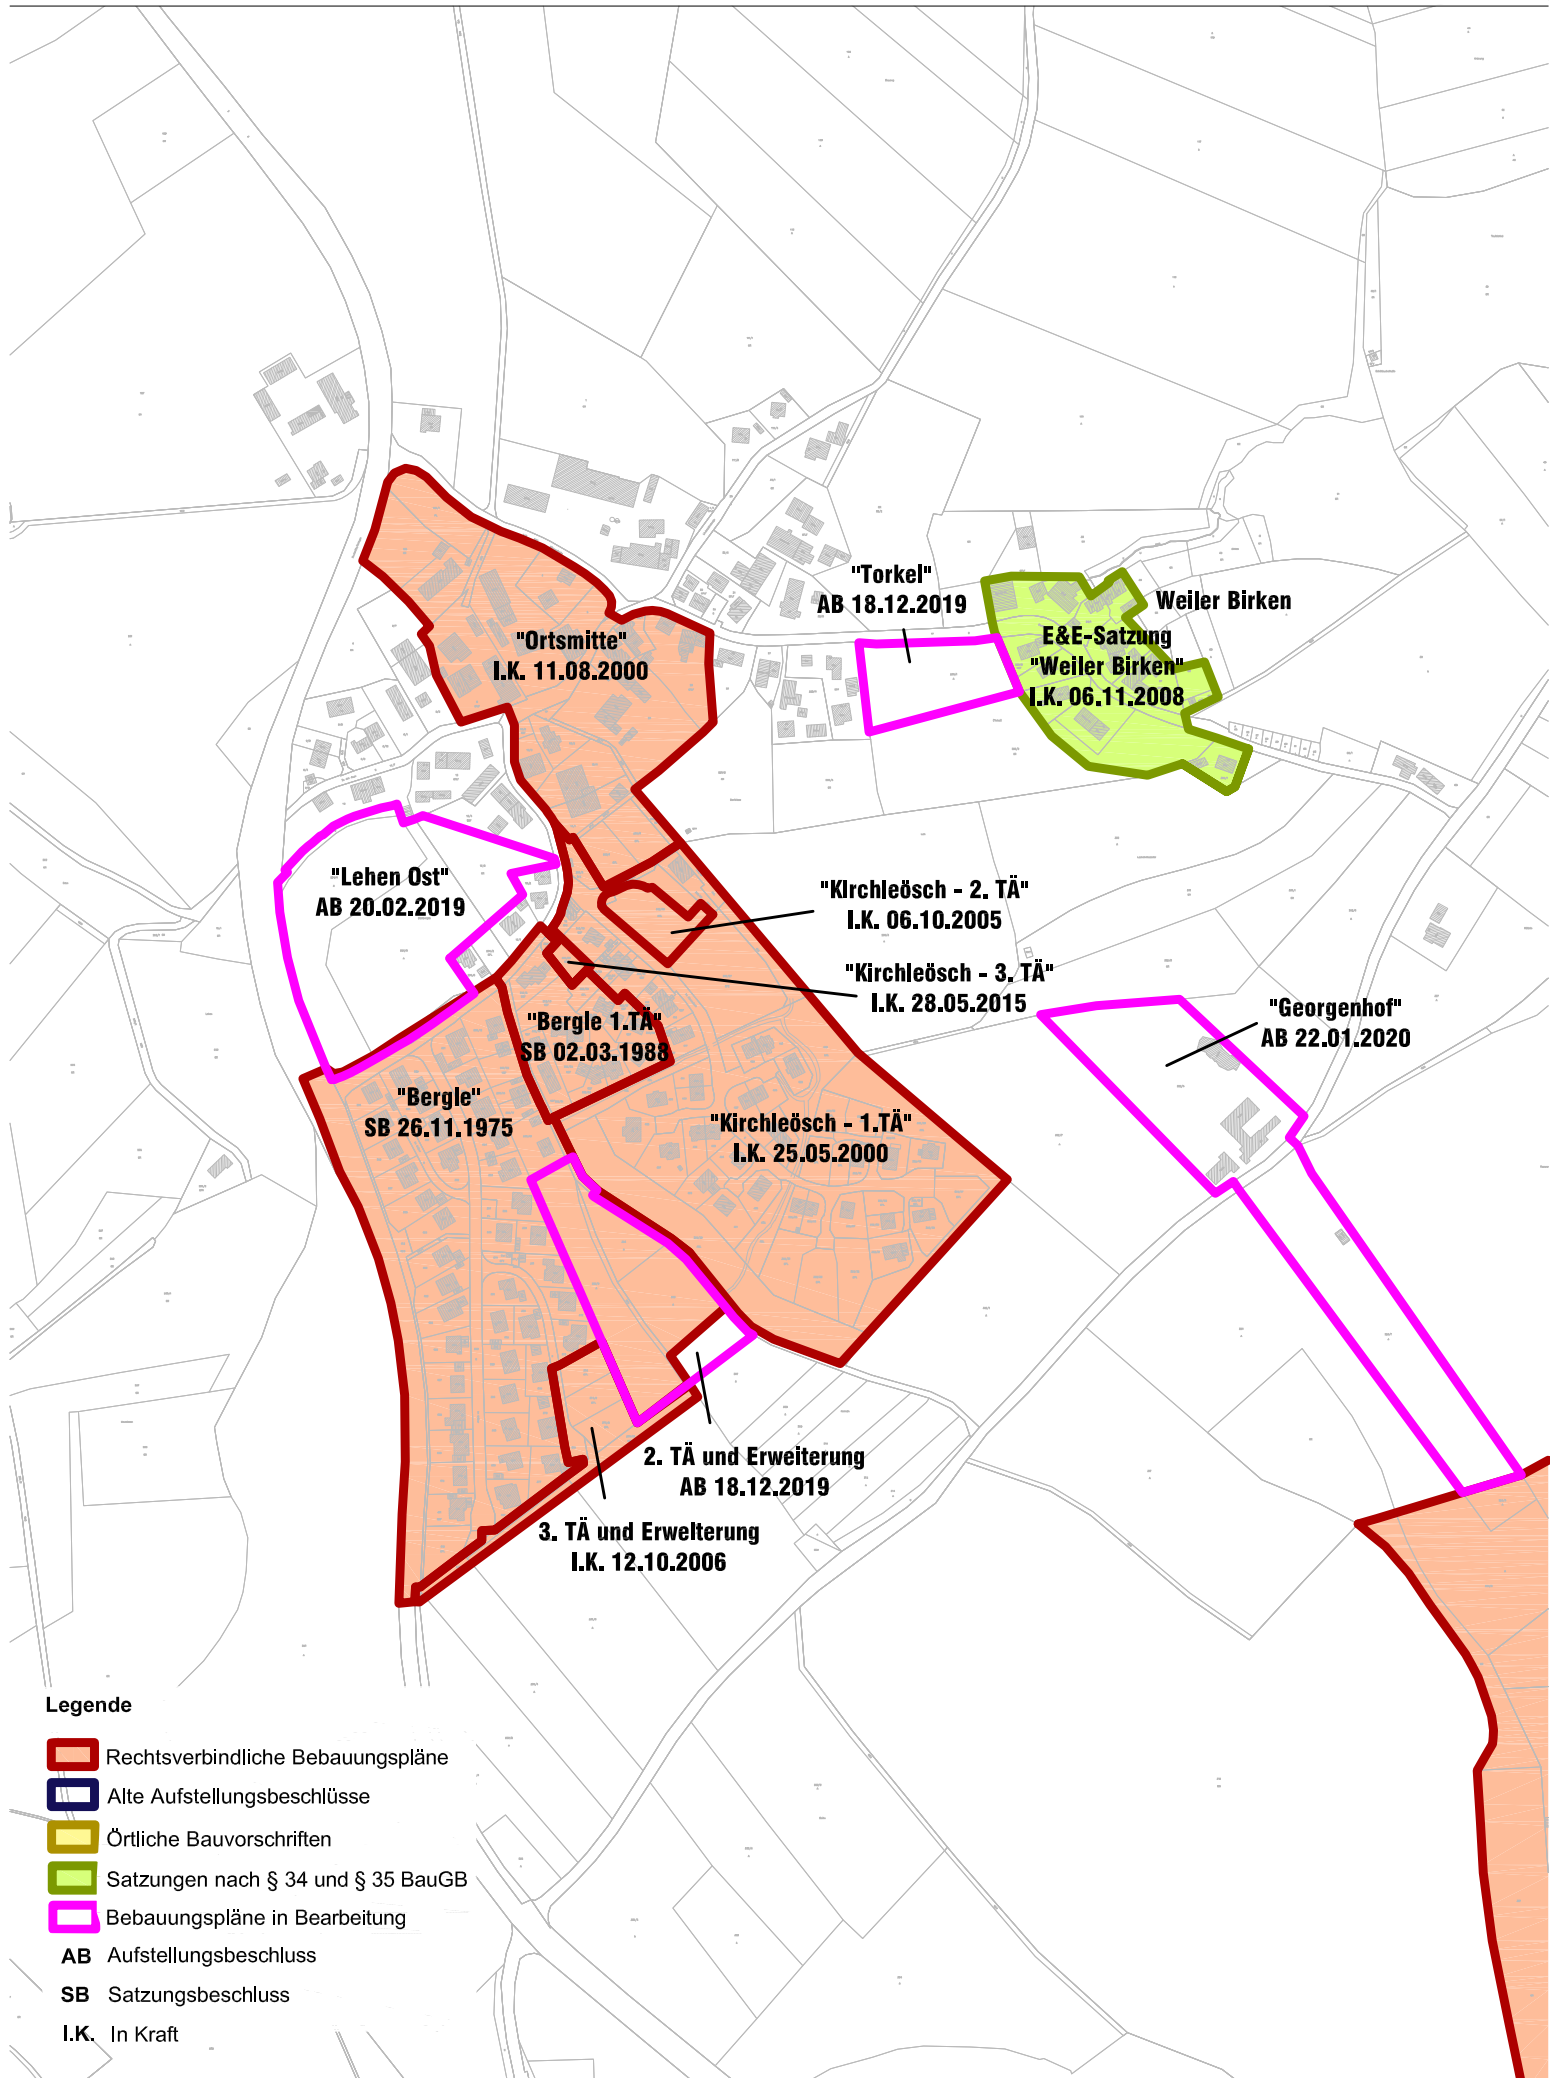 "Torkel"
AB 18.12.2019
Weiler Birken
E&E-Satzung
"Weiler Birken"
I.K. 06.11.2008
"Ortsmitte"
I.K. 11.08.2000
"Lehen Ost"
AB 20.02.2019
"Kirchleösch - 2. TÄ"
I.K. 06.10.2005
"Kirchleösch - 3. TÄ"
I.K. 28.05.2015
"Georgenhof"
AB 22.01.2020
"Bergle 1.TÄ"
SB 02.03.1988
"Bergle"
SB 26.11.1975
"Kirchleösch - 1.TÄ"
I.K. 25.05.2000
2. TÄ und Erweiterung
AB 18.12.2019
3. TÄ und Erweiterung
I.K. 12.10.2006
Legende
Rechtsverbindliche Bebauungspläne
Alte Aufstellungsbeschlüsse
Örtliche Bauvorschriften
Satzungen nach § 34 und § 35 BauGB
Bebauungspläne in Bearbeitung
AB Aufstellungsbeschluss
SB Satzungsbeschluss
I.K. In Kraft